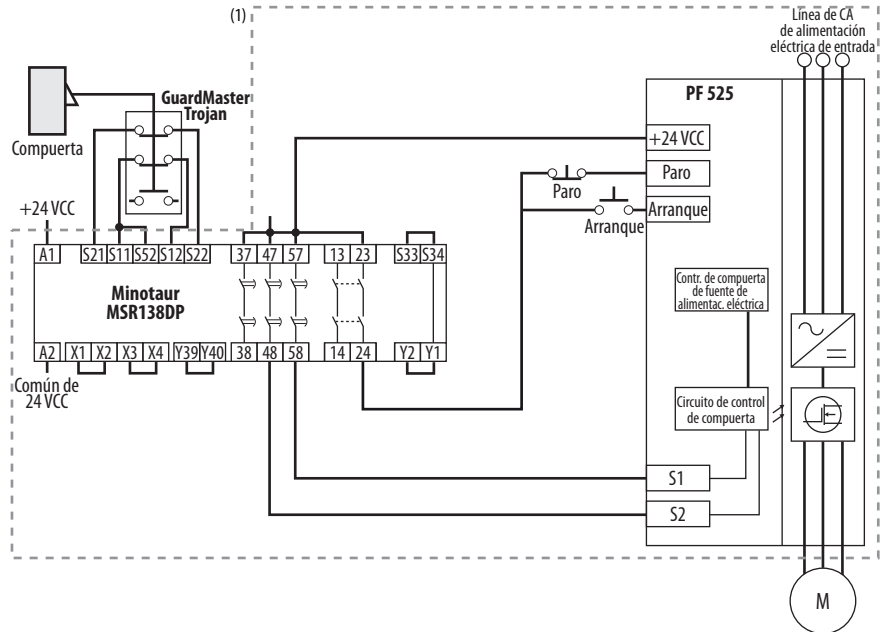 (1)
Línea de CA
de alimentación
eléctrica de entrada
GuardMaster
Trojan
PF 525
Compuerta
+24 VCC
Paro
Paro
Arranque
Arranque
+24 VCC
A1 S21 S11 S52 S12 S22 37 47 57 13 23 S33 S34
Minotaur
MSR138DP
Contr. de compuerta
de fuente de
alimentac. eléctrica
A2 X1 X2 X3 X4 Y39 Y40 38 48 58 14 24 Y2 Y1
Común de
24 VCC
Circuito de control
de compuerta
S1
S2
M